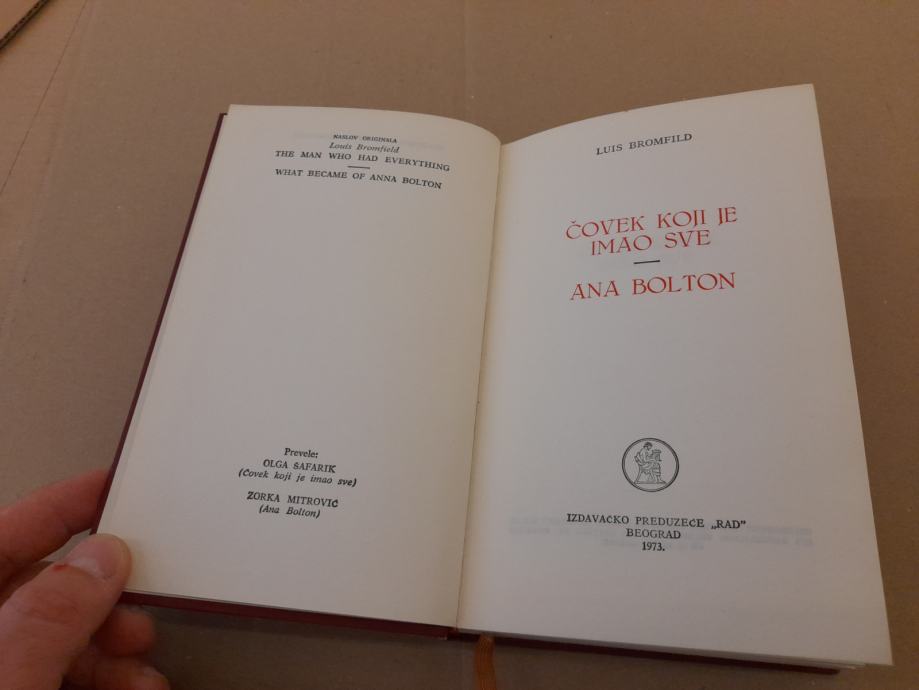 NASLOV ORIGINALA
Louis Bromfield
THE MAN WHO HAD EVERYTHING
WHAT BECAME OF ANNA BOLTON
Prevele:
OLGA ŠAFARIK
(Čovek koji je imao sve)
ZORKA MITROVIĆ
(Ana Bolton)
LUIS BROMFILD
ČOVEK KOJI JE
IMAO SVE
ANA BOLTON
IZDAVAČKO PREDUZEĆE „RAD”
BEOGRAD
1973.